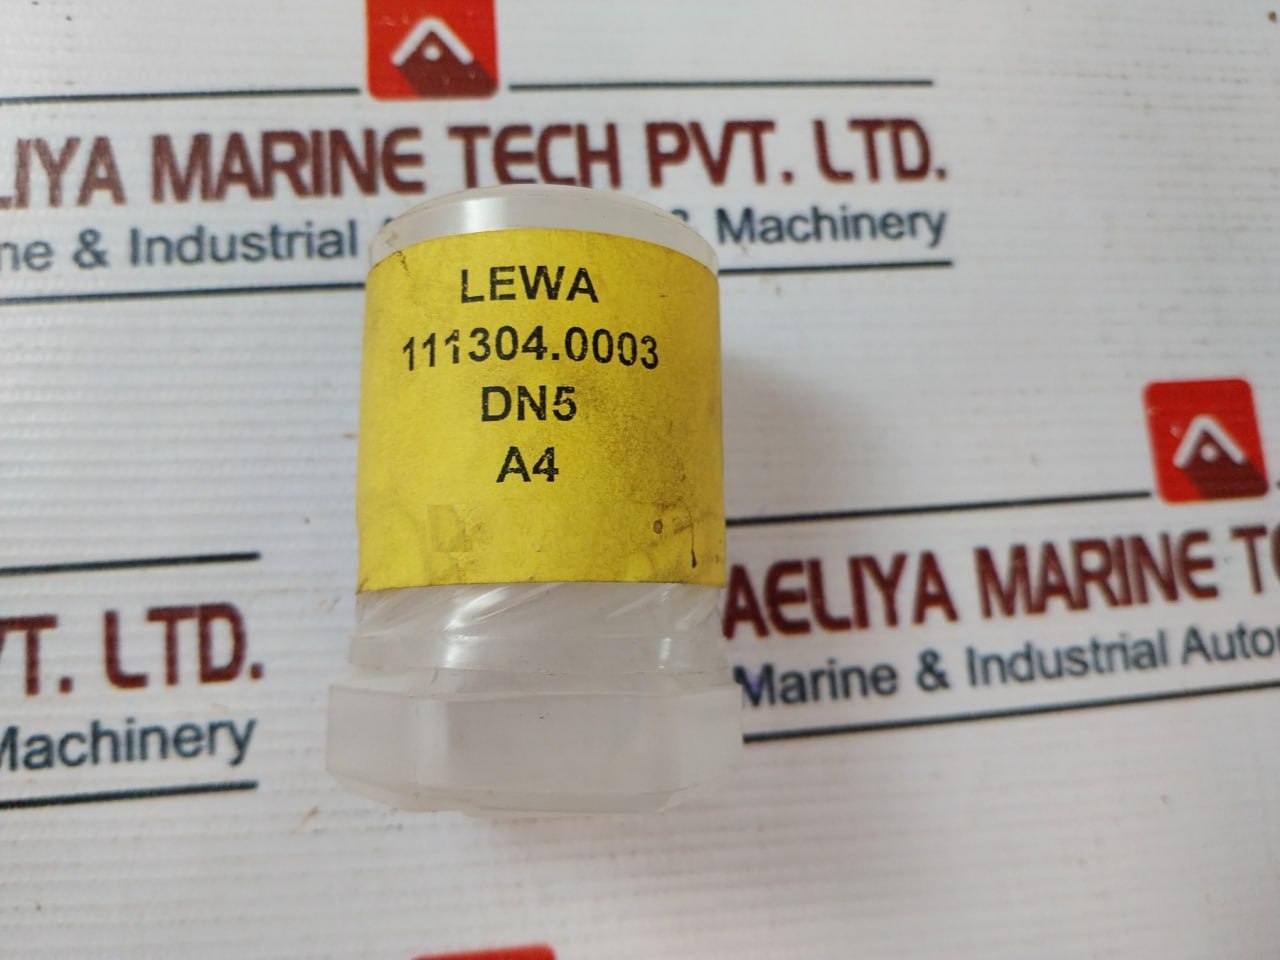 LIYA MARINE TECH PVT. LTD.
ne & Industrial & Machinery
LEWA
111304.0003
DN5
A4
AELIYA MARINE TE
Marine & Industrial Auto
VT. LTD.
Machinery